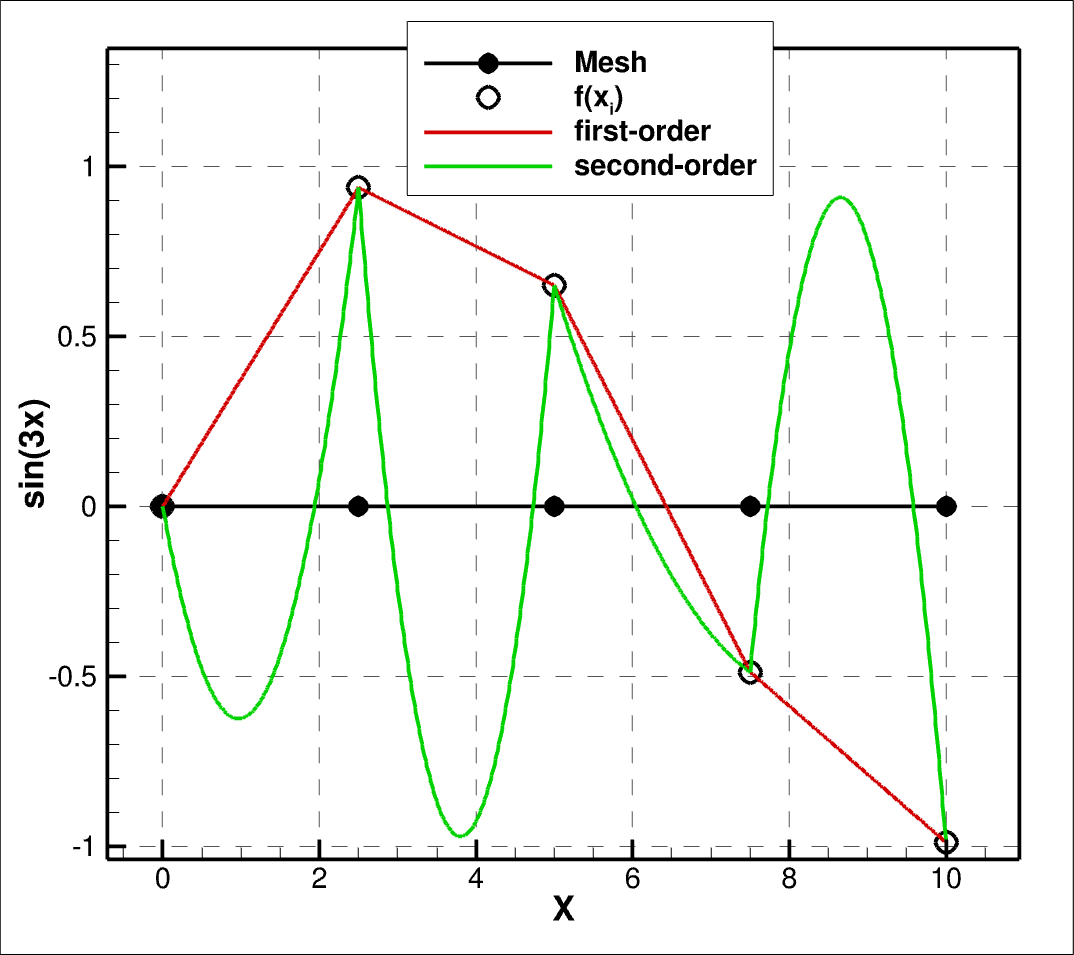 Mesh
f(xᵢ)
first-order
second-order
1
0.5
0
-0.5
-1
sin(3x)
0 2 4 6 8 10
X